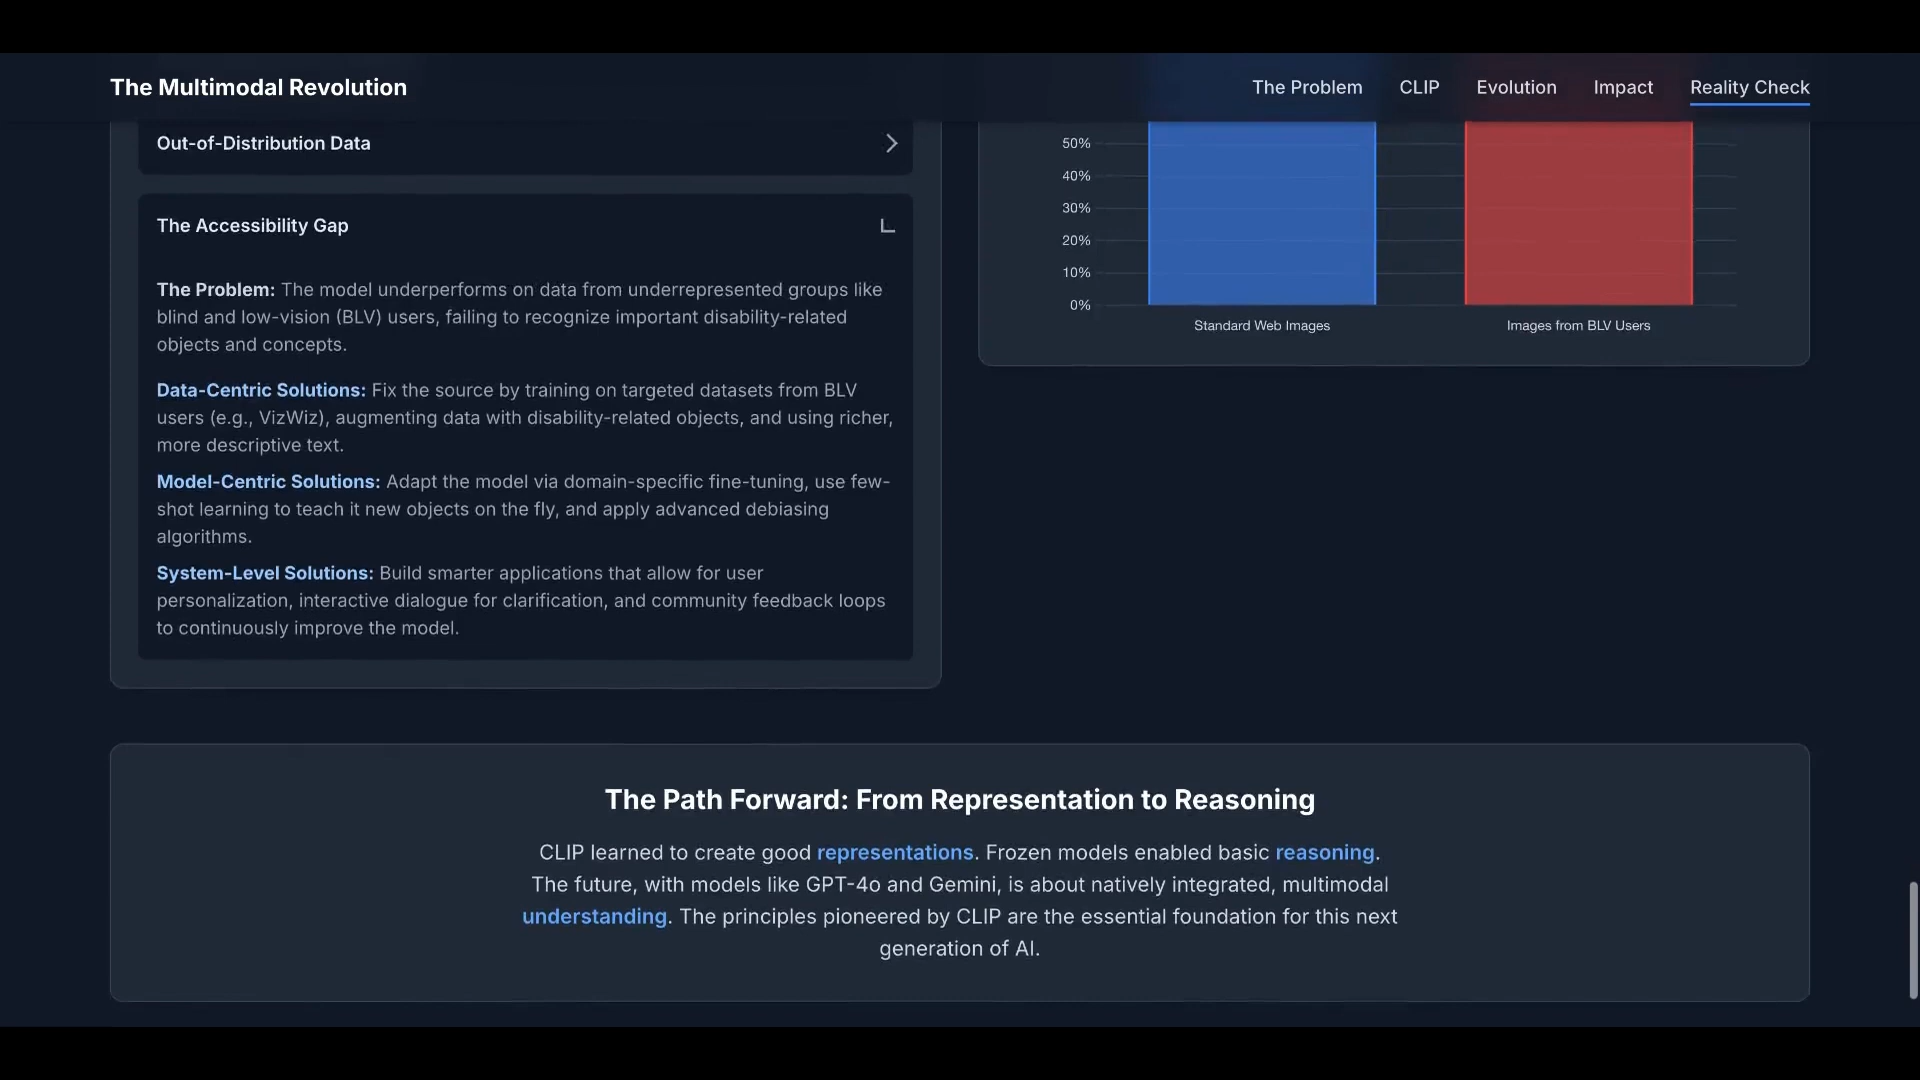 The Multimodal Revolution
The Problem
CLIP
Evolution
Impact
Reality Check
Out-of-Distribution Data
The Accessibility Gap
The Problem: The model underperforms on data from underrepresented groups like
blind and low-vision (BLV) users, failing to recognize important disability-related
objects and concepts.
Data-Centric Solutions: Fix the source by training on targeted datasets from BLV
users (e.g., VizWiz), augmenting data with disability-related objects, and using richer,
more descriptive text.
Model-Centric Solutions: Adapt the model via domain-specific fine-tuning, use few-
shot learning to teach it new objects on the fly, and apply advanced debiasing
algorithms.
System-Level Solutions: Build smarter applications that allow for user
personalization, interactive dialogue for clarification, and community feedback loops
to continuously improve the model.
50%
40%
30%
20%
10%
0%
Standard Web Images
Images from BLV Users
The Path Forward: From Representation to Reasoning
CLIP learned to create good representations. Frozen models enabled basic reasoning.
The future, with models like GPT-4o and Gemini, is about natively integrated, multimodal
understanding. The principles pioneered by CLIP are the essential foundation for this next
generation of AI.